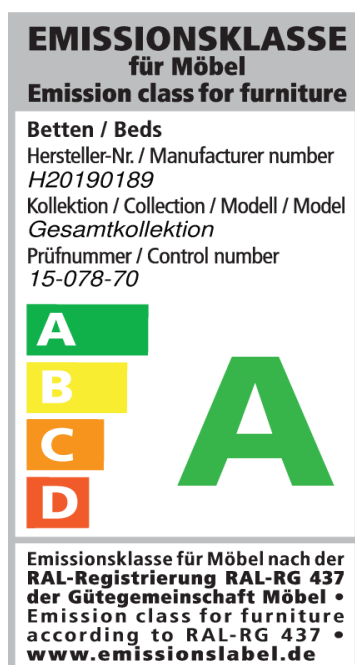 EMISSIONSKLASSE
für Möbel
Emission class for furniture
Betten / Beds
Hersteller-Nr. / Manufacturer number
H20190189
Kollektion / Collection / Modell / Model
Gesamtkollektion
Prüfnummer / Control number
15-078-70
A
B
C
D
A
Emissionsklasse für Möbel nach der
RAL-Registrierung RAL-RG 437
der Gütegemeinschaft Möbel •
Emission class for furniture
according to RAL-RG 437 •
www.emissionslabel.de